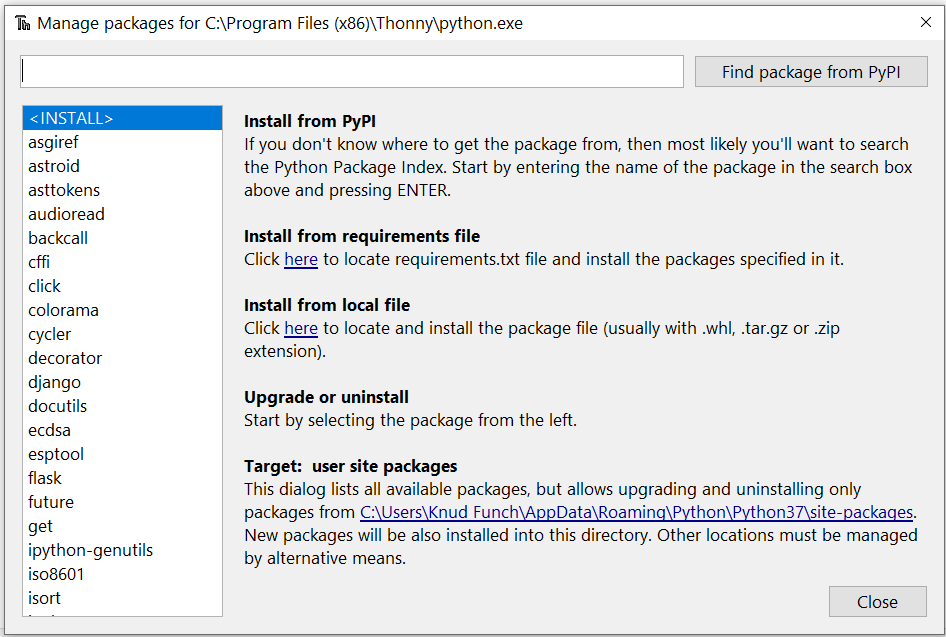 Manage packages for C:\Program Files (x86)\Thonny\python.exe
Find package from PyPI
<INSTALL>
asgiref
astroid
asttokens
audioread
backcall
cffi
click
colorama
cycler
decorator
django
docutils
ecdsa
esptool
flask
future
get
ipython-genutils
iso8601
isort
Install from PyPI
If you don't know where to get the package from, then most likely you'll want to search
the Python Package Index. Start by entering the name of the package in the search box
above and pressing ENTER.
Install from requirements file
Click here to locate requirements.txt file and install the packages specified in it.
Install from local file
Click here to locate and install the package file (usually with .whl, .tar.gz or .zip
extension).
Upgrade or uninstall
Start by selecting the package from the left.
Target:  user site packages
This dialog lists all available packages, but allows upgrading and uninstalling only
packages from C:\Users\Knud Funch\AppData\Roaming\Python\Python37\site-packages.
New packages will be also installed into this directory. Other locations must be managed
by alternative means.
Close